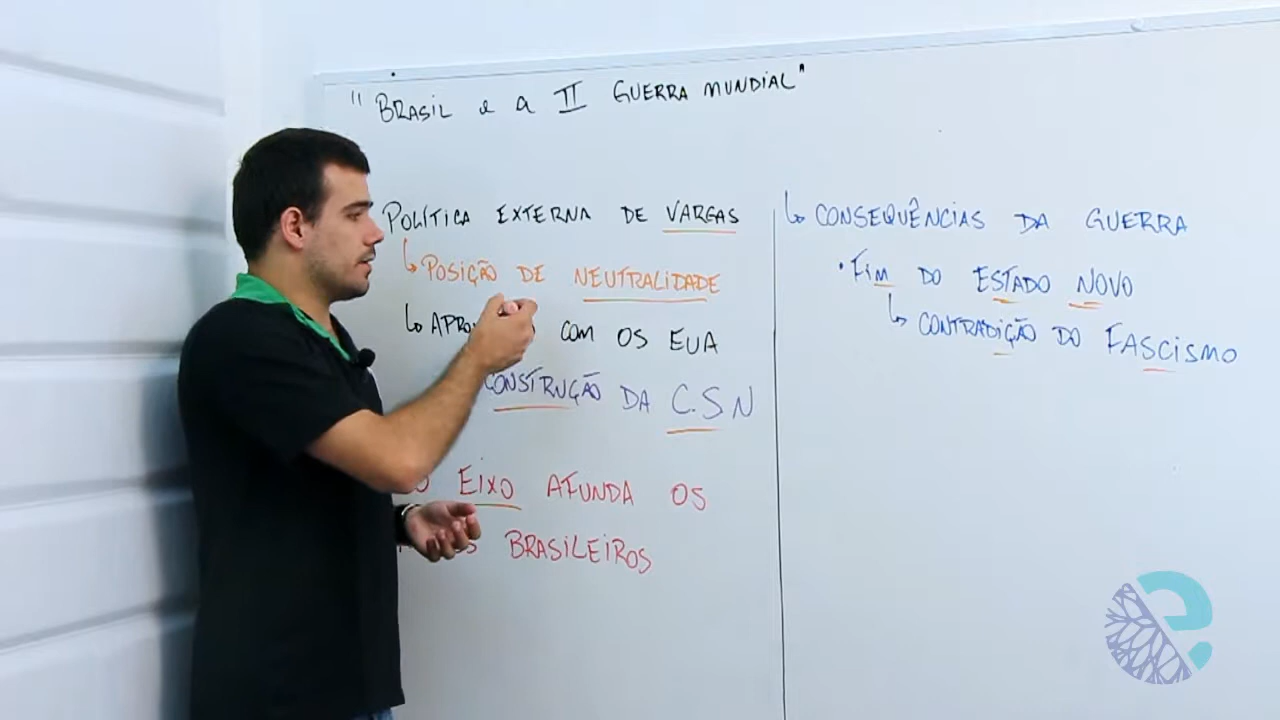 "BRASIL e a II GUERRA MUNDIAL"
POLÍTICA EXTERNA DE VARGAS
↳ POSIÇÃO DE NEUTRALIDADE
↳ COM OS EUA
CONSTRUÇÃO DA C.S.N
O EIXO AFUNDA OS
BRASILEIROS
↳ CONSEQUÊNCIAS DA GUERRA
• FIM DO ESTADO NOVO
↳ CONTRADIÇÃO DO FASCISMO